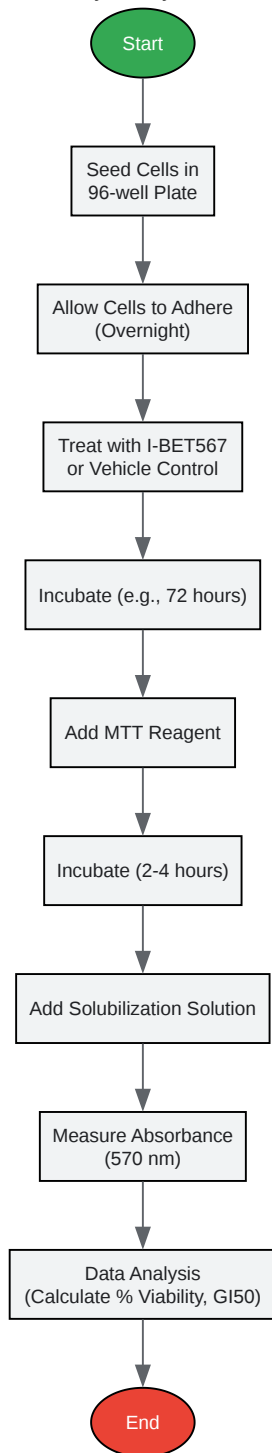 Start
Seed Cells in
96-well Plate
Allow Cells to Adhere
(Overnight)
Treat with I-BET567
or Vehicle Control
Incubate (e.g., 72 hours)
Add MTT Reagent
Incubate (2-4 hours)
Add Solubilization Solution
Measure Absorbance
(570 nm)
Data Analysis
(Calculate % Viability, GI50)
End